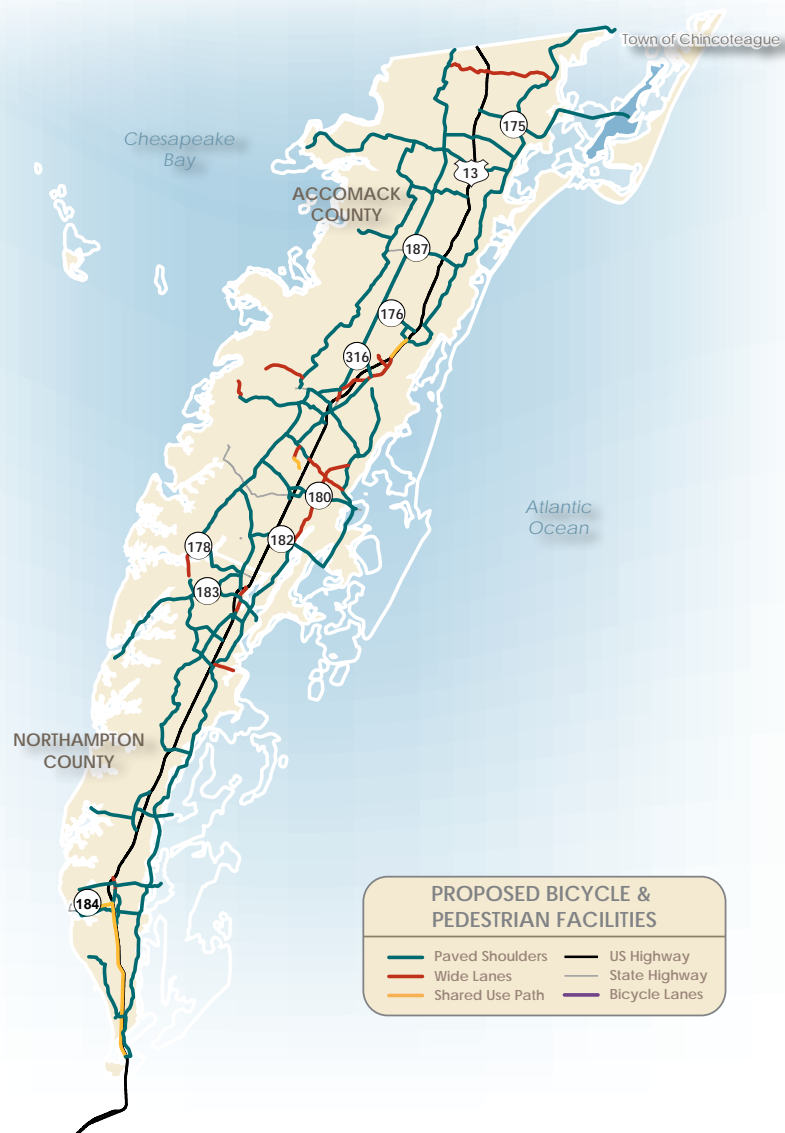 Town of Chincoteague
175
Chesapeake
Bay
13
ACCOMACK
COUNTY
187
176
316
180
Atlantic
Ocean
182
178
183
NORTHAMPTON
COUNTY
184
PROPOSED BICYCLE &
PEDESTRIAN FACILITIES
Paved Shoulders
US Highway
Wide Lanes
State Highway
Shared Use Path
Bicycle Lanes